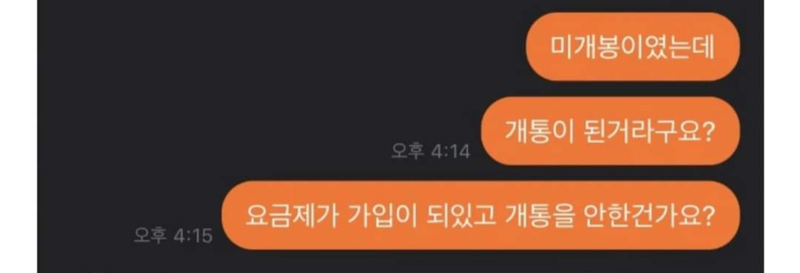 미개봉이였는데
개통이 된거라구요?
오후 4:14
요금제가 가입이 되있고 개통을 안한건가요?
오후 4:15